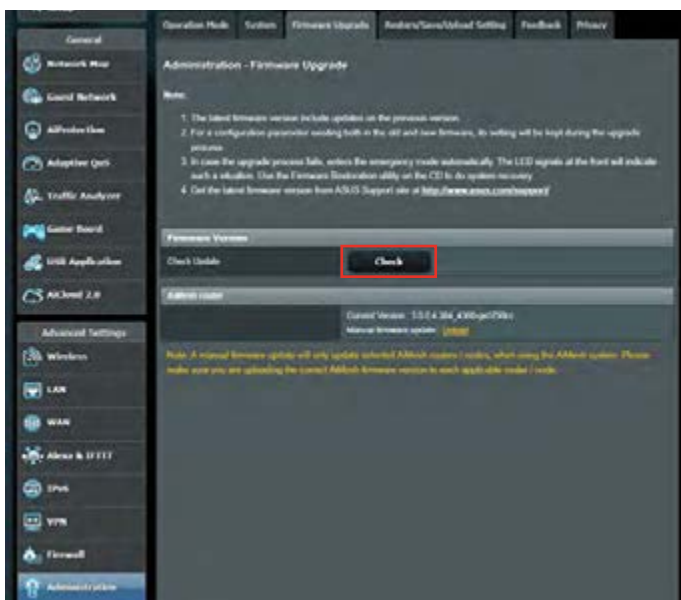 Operation Mode System Firmware Upgrade Restore/Save/Upload Setting Feedback Privacy
General
Network Map
Guest Network
AiProtection
Adaptive QoS
Traffic Analyzer
Game Boost
USB Application
AiCloud 2.0
Advanced Settings
Wireless
LAN
WAN
Alexa & IFTTT
IPv6
VPN
Firewall
Administration
Administration - Firmware Upgrade
Note:
1. The latest firmware version include updates on the previous version.
2. For a configuration parameter existing both in the old and new firmware, its setting will be kept during the upgrade
process.
3. In case the upgrade process fails, enters the emergency mode automatically. The LED signals at the front will indicate
such a situation. Use the Firmware Restoration utility on the CD to do system recovery.
4. Get the latest firmware version from ASUS Support site at http://www.asus.com/support/
Firmware Version
Check Update Check
AiMesh router
Current Version :
Manual firmware update: Upload
Note: A manual firmware update will only update selected AiMesh routers / nodes, when using the AiMesh system. Please
make sure you are uploading the correct AiMesh firmware version to each applicable router / node.